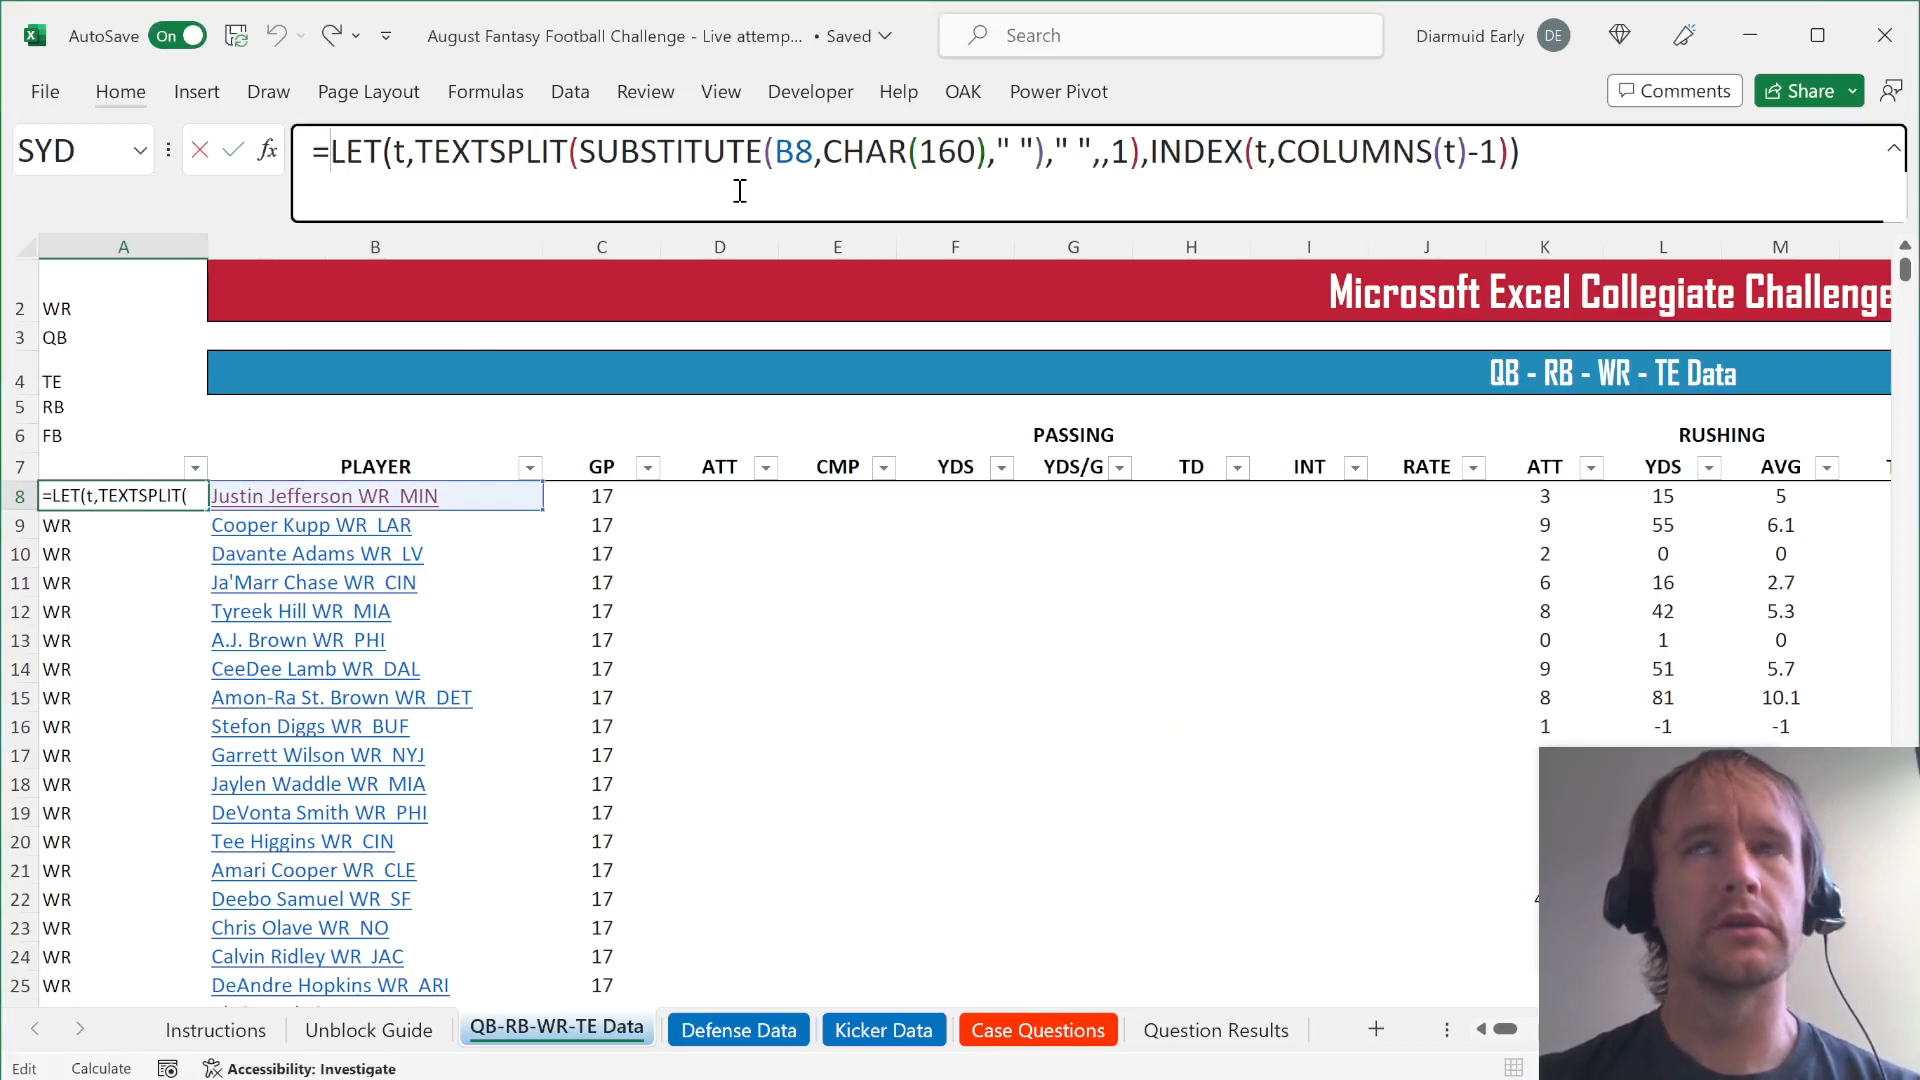 AutoSave On August Fantasy Football Challenge - Live attemp... • Saved Search Diarmuid Early DE
File Home Insert Draw Page Layout Formulas Data Review View Developer Help OAK Power Pivot Comments Share
SYD fx =LET(t,TEXTSPLIT(SUBSTITUTE(B8,CHAR(160)," ")," ",,1),INDEX(t,COLUMNS(t)-1))
A B C D E F G H I J K L M
2 WR Microsoft Excel Collegiate Challenge
3 QB
4 TE QB - RB - WR - TE Data
5 RB
6 FB PASSING RUSHING
7 PLAYER GP ATT CMP YDS YDS/G TD INT RATE ATT YDS AVG
8 =LET(t,TEXTSPLIT( Justin Jefferson WR MIN 17 3 15 5
9 WR Cooper Kupp WR LAR 17 9 55 6.1
10 WR Davante Adams WR LV 17 2 0 0
11 WR Ja'Marr Chase WR CIN 17 6 16 2.7
12 WR Tyreek Hill WR MIA 17 8 42 5.3
13 WR A.J. Brown WR PHI 17 0 1 0
14 WR CeeDee Lamb WR DAL 17 9 51 5.7
15 WR Amon-Ra St. Brown WR DET 17 8 81 10.1
16 WR Stefon Diggs WR BUF 17 1 -1 -1
17 WR Garrett Wilson WR NYJ 17
18 WR Jaylen Waddle WR MIA 17
19 WR DeVonta Smith WR PHI 17
20 WR Tee Higgins WR CIN 17
21 WR Amari Cooper WR CLE 17
22 WR Deebo Samuel WR SF 17
23 WR Chris Olave WR NO 17
24 WR Calvin Ridley WR JAC 17
25 WR DeAndre Hopkins WR ARI 17
Instructions Unblock Guide QB-RB-WR-TE Data Defense Data Kicker Data Case Questions Question Results
Edit Calculate Accessibility: Investigate